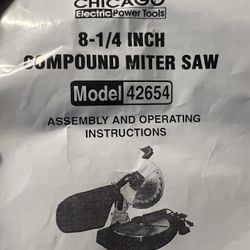 CHICAGO
Electric Power Tools
8-1/4 INCH
COMPOUND MITER SAW
Model 42654
ASSEMBLY AND OPERATING
INSTRUCTIONS